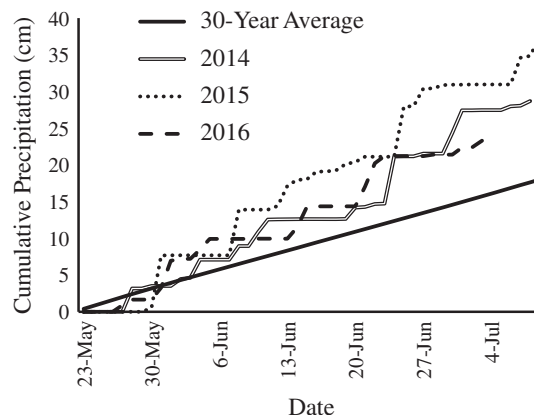 40
35
30
25
20
15
10
5
0
Cumulative Precipitation (cm)
30-Year Average
2014
2015
2016
23-May
30-May
6-Jun
13-Jun
20-Jun
27-Jun
4-Jul
Date